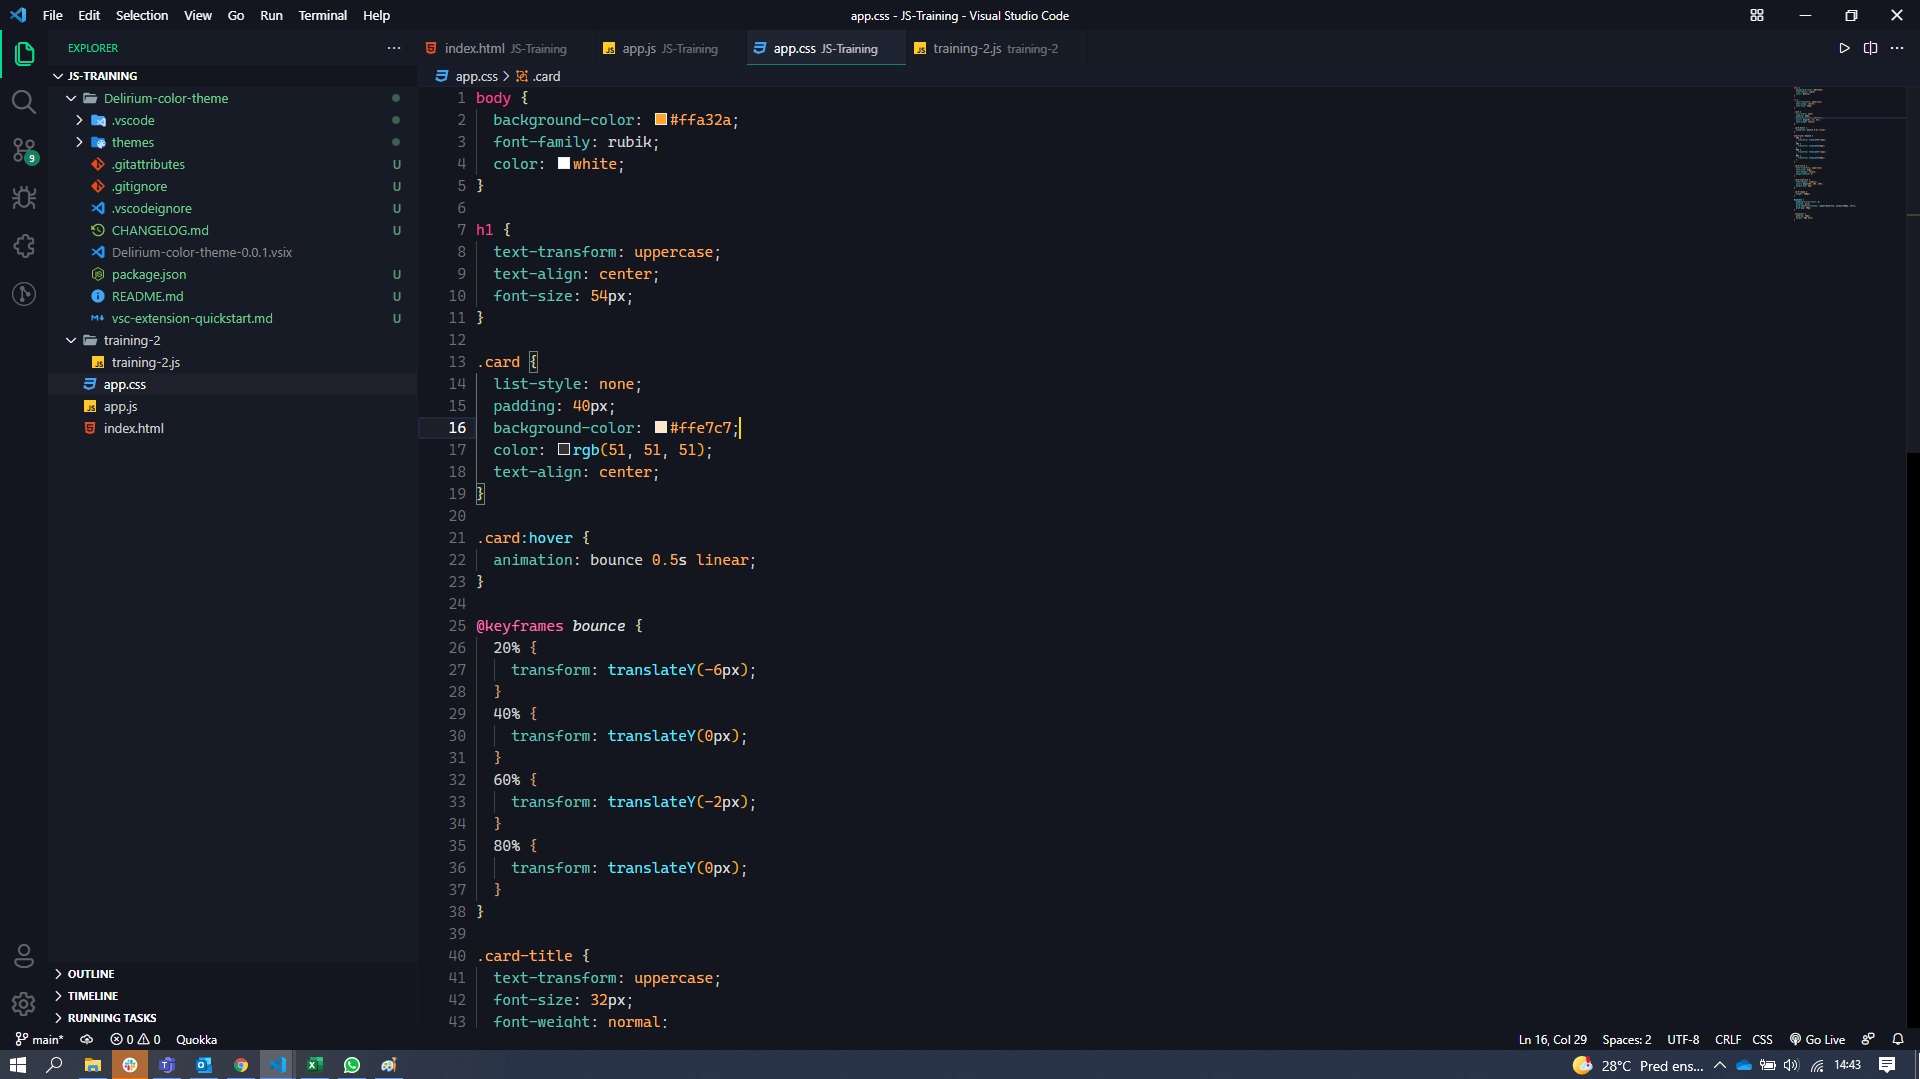 File Edit Selection View Go Run Terminal Help
app.css - JS-Training - Visual Studio Code
EXPLORER
JS-TRAINING
Delirium-color-theme
.vscode
themes
.gitattributes U
.gitignore U
.vscodeignore U
CHANGELOG.md U
Delirium-color-theme-0.0.1.vsix
package.json U
README.md U
vsc-extension-quickstart.md U
training-2
training-2.js
app.css
app.js
index.html
OUTLINE
TIMELINE
RUNNING TASKS
9
index.html JS-Training
app.js JS-Training
app.css JS-Training
training-2.js training-2
app.css > .card
1 body {
2 background-color: #ffa32a;
3 font-family: rubik;
4 color: white;
5 }
6
7 h1 {
8 text-transform: uppercase;
9 text-align: center;
10 font-size: 54px;
11 }
12
13 .card {
14 list-style: none;
15 padding: 40px;
16 background-color: #ffe7c7;
17 color: rgb(51, 51, 51);
18 text-align: center;
19 }
20
21 .card:hover {
22 animation: bounce 0.5s linear;
23 }
24
25 @keyframes bounce {
26 20% {
27 transform: translateY(-6px);
28 }
29 40% {
30 transform: translateY(0px);
31 }
32 60% {
33 transform: translateY(-2px);
34 }
35 80% {
36 transform: translateY(0px);
37 }
38 }
39
40 .card-title {
41 text-transform: uppercase;
42 font-size: 32px;
43 font-weight: normal;
main* 0 0 Quokka
Ln 16, Col 29 Spaces: 2 UTF-8 CRLF CSS Go Live
28°C Pred ens... 14:43